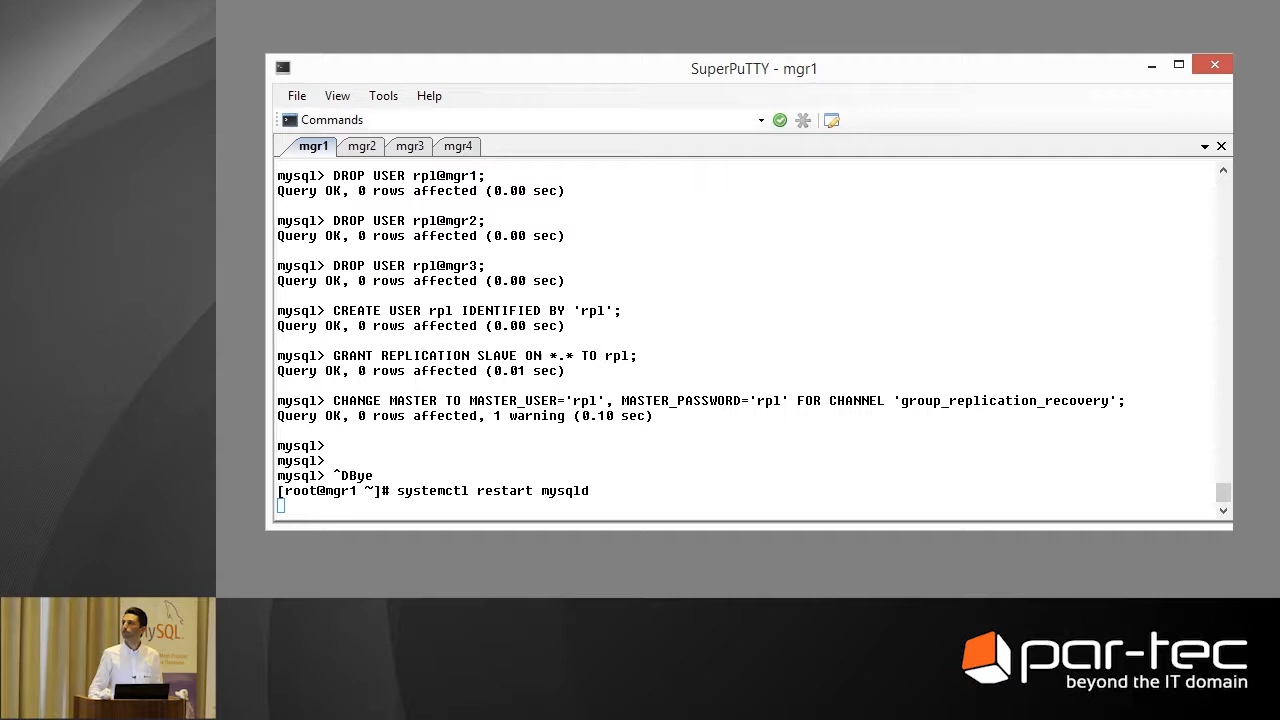 SuperPuTTY - mgr1
File View Tools Help
Commands
mgr1 mgr2 mgr3 mgr4
mysql> DROP USER rpl@mgr1;
Query OK, 0 rows affected (0.00 sec)
mysql> DROP USER rpl@mgr2;
Query OK, 0 rows affected (0.00 sec)
mysql> DROP USER rpl@mgr3;
Query OK, 0 rows affected (0.00 sec)
mysql> CREATE USER rpl IDENTIFIED BY 'rpl';
Query OK, 0 rows affected (0.00 sec)
mysql> GRANT REPLICATION SLAVE ON *.* TO rpl;
Query OK, 0 rows affected (0.01 sec)
mysql> CHANGE MASTER TO MASTER_USER='rpl', MASTER_PASSWORD='rpl' FOR CHANNEL 'group_replication_recovery';
Query OK, 0 rows affected, 1 warning (0.10 sec)
mysql>
mysql>
mysql> ^DBye
[root@mgr1 ~]# systemctl restart mysqld
MySQL
par-tec
beyond the IT domain